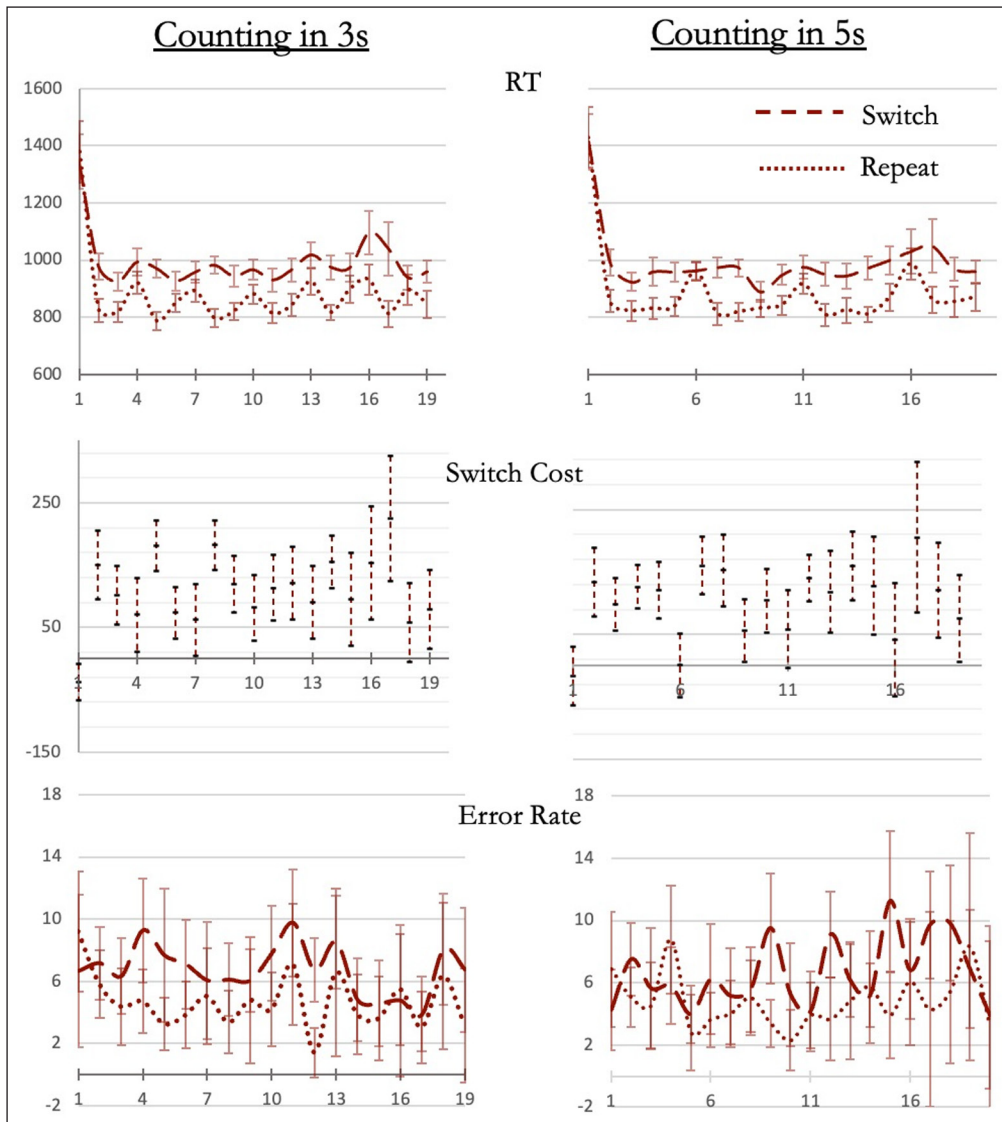 Counting in 3s
Counting in 5s
RT
1600
1400
1200
1000
800
600
1 4 7 10 13 16 19
Switch
Repeat
1 6 11 16
Switch Cost
250
50
-150
1 4 7 10 13 16 19
1 6 11 16
Error Rate
18
14
10
6
2
-2
1 4 7 10 13 16 19
18
14
10
6
2
-2
1 6 11 16